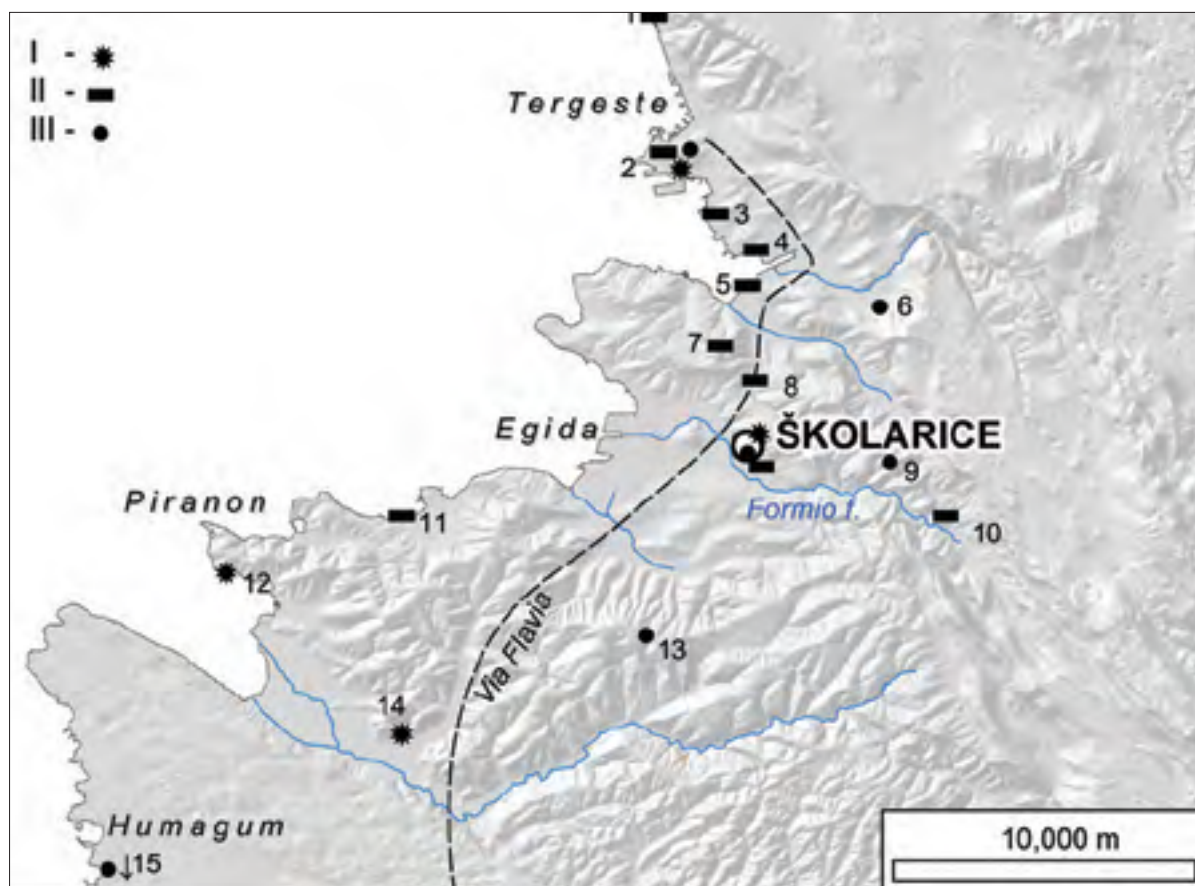 1
I -
II -
III -
Tergeste
2
3
4
5
6
7
8
Egida
ŠKOLARICE
9
Formio f.
10
Piranon
11
12
Via Flavia
13
14
Humagum
↓15
10,000 m